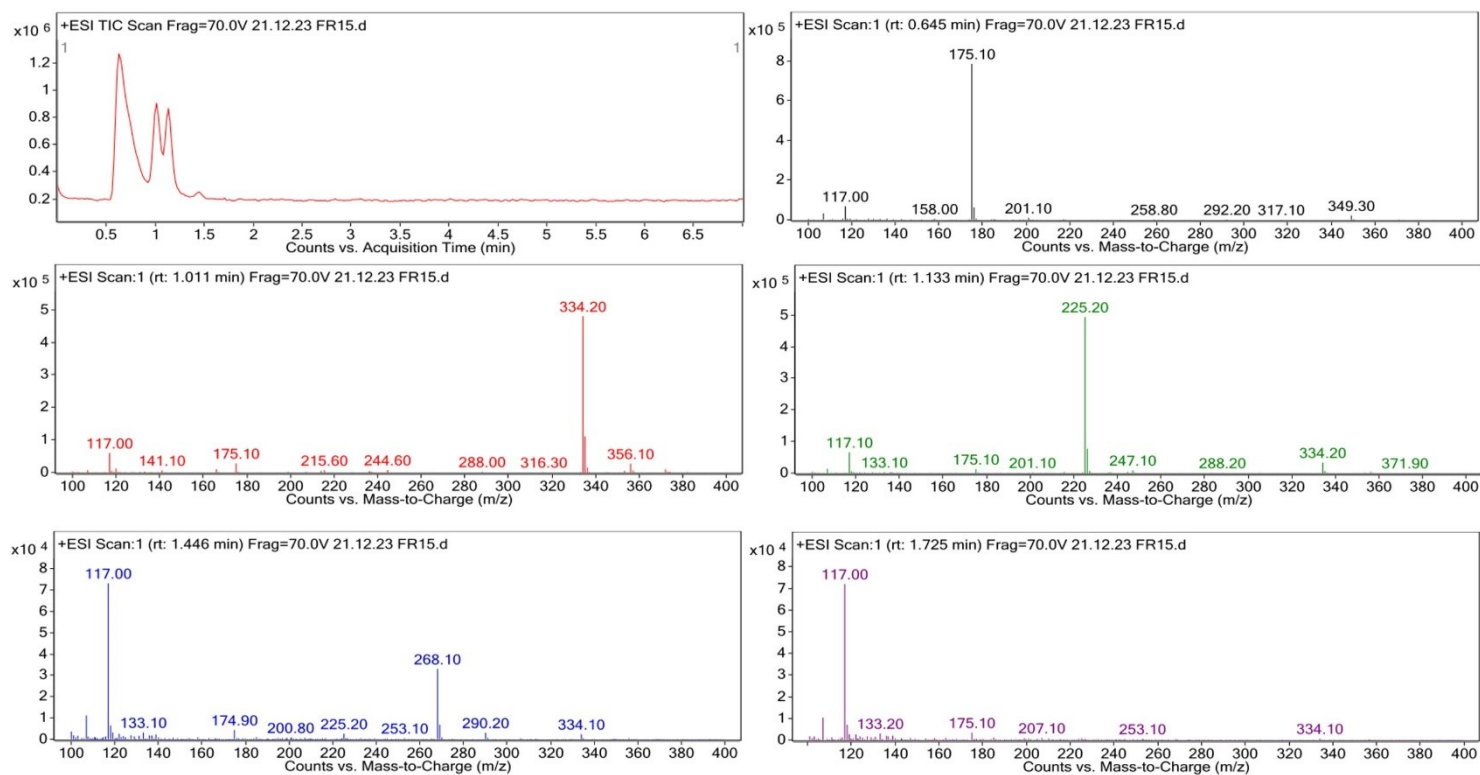 +ESI TIC Scan Frag=70.0V 21.12.23 FR15.d
x10 6
1 1
1.2
1
0.8
0.6
0.4
0.2
0.5 1 1.5 2 2.5 3 3.5 4 4.5 5 5.5 6 6.5
Counts vs. Acquisition Time (min)
+ESI Scan:1 (rt: 0.645 min) Frag=70.0V 21.12.23 FR15.d
x10 5
175.10
8
6
4
2
0
117.00 158.00 201.10 258.80 292.20 317.10 349.30
100 120 140 160 180 200 220 240 260 280 300 320 340 360 380 400
Counts vs. Mass-to-Charge (m/z)
+ESI Scan:1 (rt: 1.011 min) Frag=70.0V 21.12.23 FR15.d
x10 5
334.20
5
4
3
2
1
0
117.00 141.10 175.10 215.60 244.60 288.00 316.30 356.10
100 120 140 160 180 200 220 240 260 280 300 320 340 360 380 400
Counts vs. Mass-to-Charge (m/z)
+ESI Scan:1 (rt: 1.133 min) Frag=70.0V 21.12.23 FR15.d
x10 5
225.20
5
4
3
2
1
0
117.10 133.10 175.10 201.10 247.10 288.20 334.20 371.90
100 120 140 160 180 200 220 240 260 280 300 320 340 360 380 400
Counts vs. Mass-to-Charge (m/z)
+ESI Scan:1 (rt: 1.446 min) Frag=70.0V 21.12.23 FR15.d
x10 4
117.00
8
7
6
5
4
3
2
1
0
268.10
133.10 174.90 200.80 225.20 253.10 290.20 334.10
100 120 140 160 180 200 220 240 260 280 300 320 340 360 380 400
Counts vs. Mass-to-Charge (m/z)
+ESI Scan:1 (rt: 1.725 min) Frag=70.0V 21.12.23 FR15.d
x10 4
117.00
8
7
6
5
4
3
2
1
0
133.20 175.10 207.10 253.10 334.10
100 120 140 160 180 200 220 240 260 280 300 320 340 360 380 400
Counts vs. Mass-to-Charge (m/z)